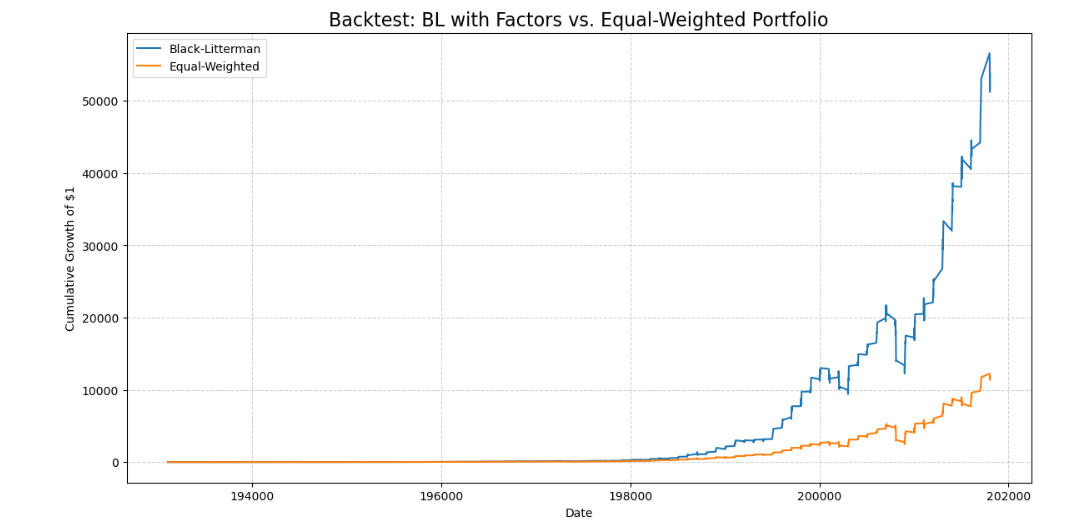 Backtest: BL with Factors vs. Equal-Weighted Portfolio
Black-Litterman
Equal-Weighted
Cumulative Growth of $1
50000
40000
30000
20000
10000
0
194000
196000
198000
200000
202000
Date